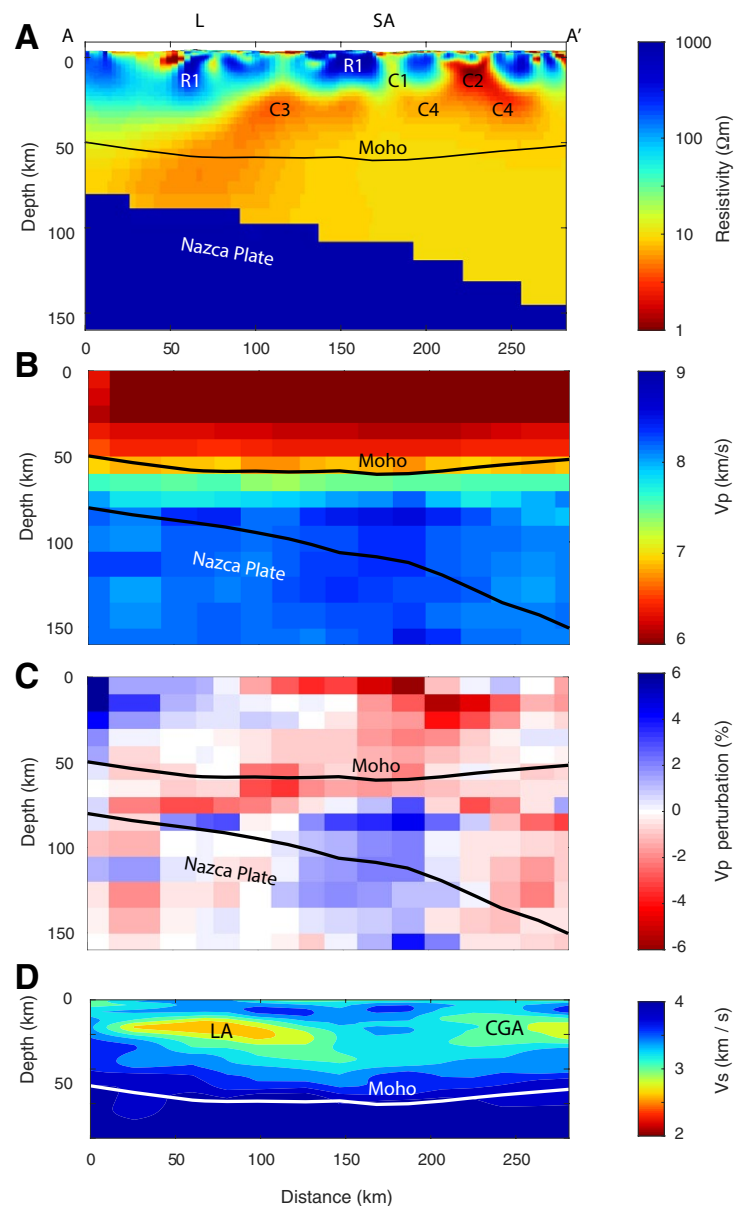 A
A L SA A'
0
50
100
150
Depth (km)
R1 R1 C1 C2
C3 C4 C4
Moho
Nazca Plate
0 50 100 150 200 250
1000
100
10
1
Resistivity (Ωm)
B
0
50
100
150
Depth (km)
Moho
Nazca Plate
9
8
7
6
Vp (km/s)
C
0
50
100
150
Depth (km)
Moho
Nazca Plate
6
4
2
0
-2
-4
-6
Vp perturbation (%)
D
0
50
Depth (km)
LA CGA
Moho
0 50 100 150 200 250
Distance (km)
4
3
2
Vs (km / s)